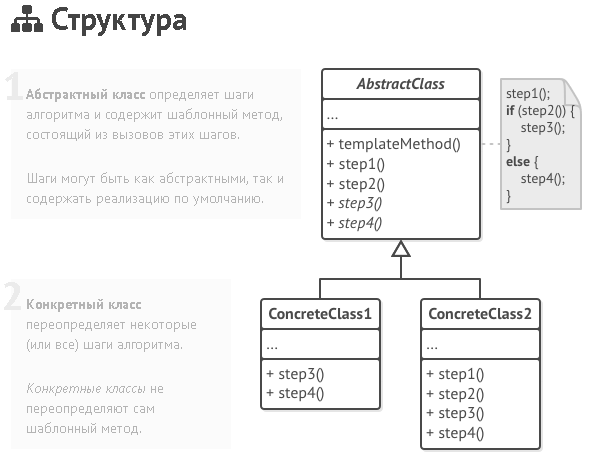 Структура
1
Абстрактный класс определяет шаги
алгоритма и содержит шаблонный метод,
состоящий из вызовов этих шагов.
Шаги могут быть как абстрактными, так и
содержать реализацию по умолчанию.
AbstractClass
...
+ templateMethod()
+ step1()
+ step2()
+ step3()
+ step4()
step1();
if (step2()) {
step3();
}
else {
step4();
}
2
Конкретный класс
переопределяет некоторые
(или все) шаги алгоритма.
Конкретные классы не
переопределяют сам
шаблонный метод.
ConcreteClass1
...
+ step3()
+ step4()
ConcreteClass2
...
+ step1()
+ step2()
+ step3()
+ step4()